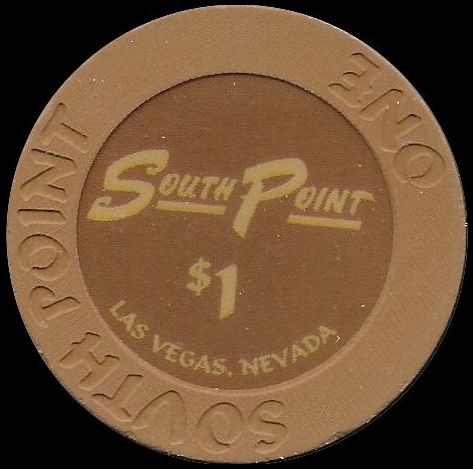 SOUTH POINT
$1
LAS VEGAS, NEVADA
SOUTH POINT
ONE